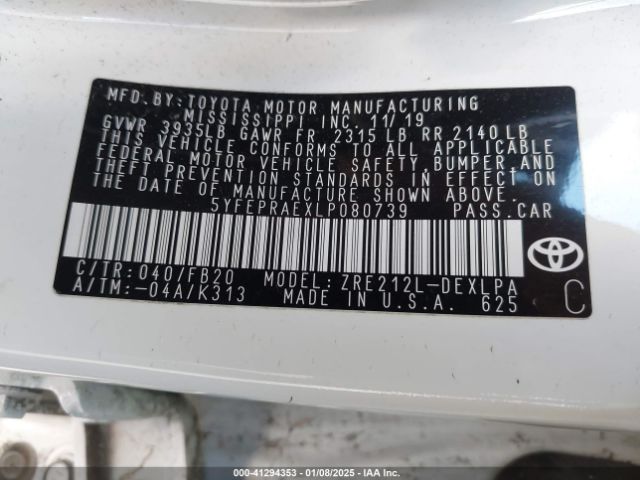 MFD. BY: TOYOTA MOTOR MANUFACTURING
MISSISSIPPI INC. 11/19
GVWR 3935LB GAWR FR 2315 LB RR 2140 LB
THIS VEHICLE CONFORMS TO ALL APPLICABLE
FEDERAL MOTOR VEHICLE SAFETY, BUMPER, AND
THEFT PREVENTION STANDARDS IN EFFECT ON
THE DATE OF MANUFACTURE SHOWN ABOVE.
5YFEPRAEXLP080739 PASS.CAR
C/TR: 040/FB20 MODEL: ZRE212L-DEXLPA
A/TM:-04A/K313 MADE IN U.S.A. 625
TOYOTA
C
000-41294353 - 01/08/2025 - IAA Inc.